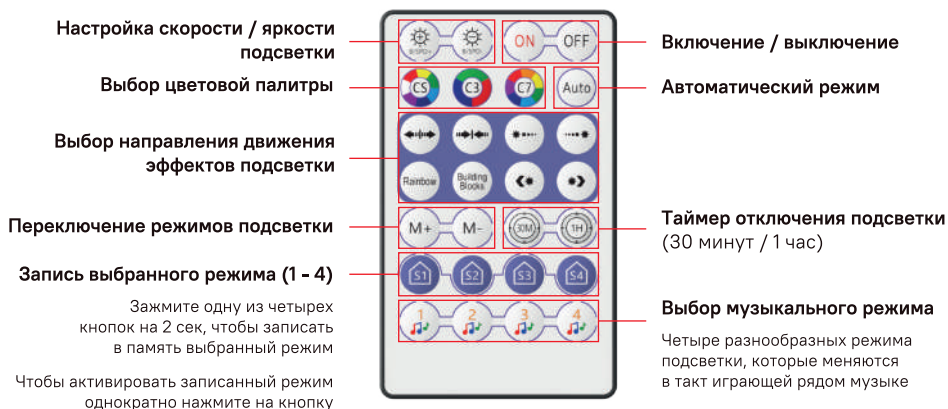 Настройка скорости / яркости
подсветки
Выбор цветовой палитры
Выбор направления движения
эффектов подсветки
Переключение режимов подсветки
Запись выбранного режима (1 - 4)
Зажмите одну из четырех
кнопок на 2 сек, чтобы записать
в память выбранный режим
Чтобы активировать записанный режим
однократно нажмите на кнопку
B/SPD+ B/SPD- ON OFF
CS C3 C7 Auto
Rainbow Building
Blocks
M+ M- 30M 1H
S1 S2 S3 S4
1 2 3 4
Включение / выключение
Автоматический режим
Таймер отключения подсветки
(30 минут / 1 час)
Выбор музыкального режима
Четыре разнообразных режима
подсветки, которые меняются
в такт играющей рядом музыке